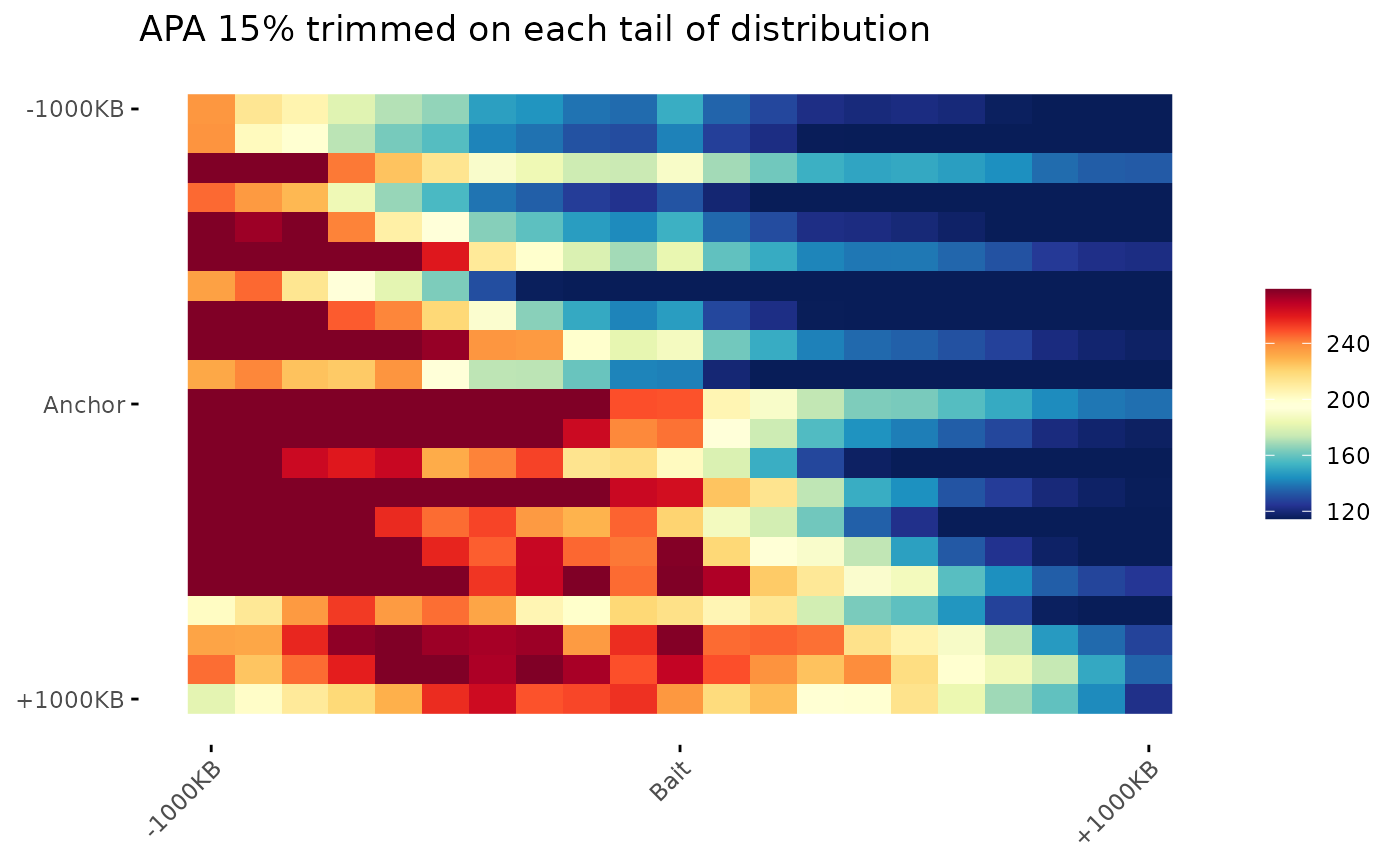 APA 15% trimmed on each tail of distribution
-1000KB
Anchor
+1000KB
-1000KB
Bait
+1000KB
240
200
160
120